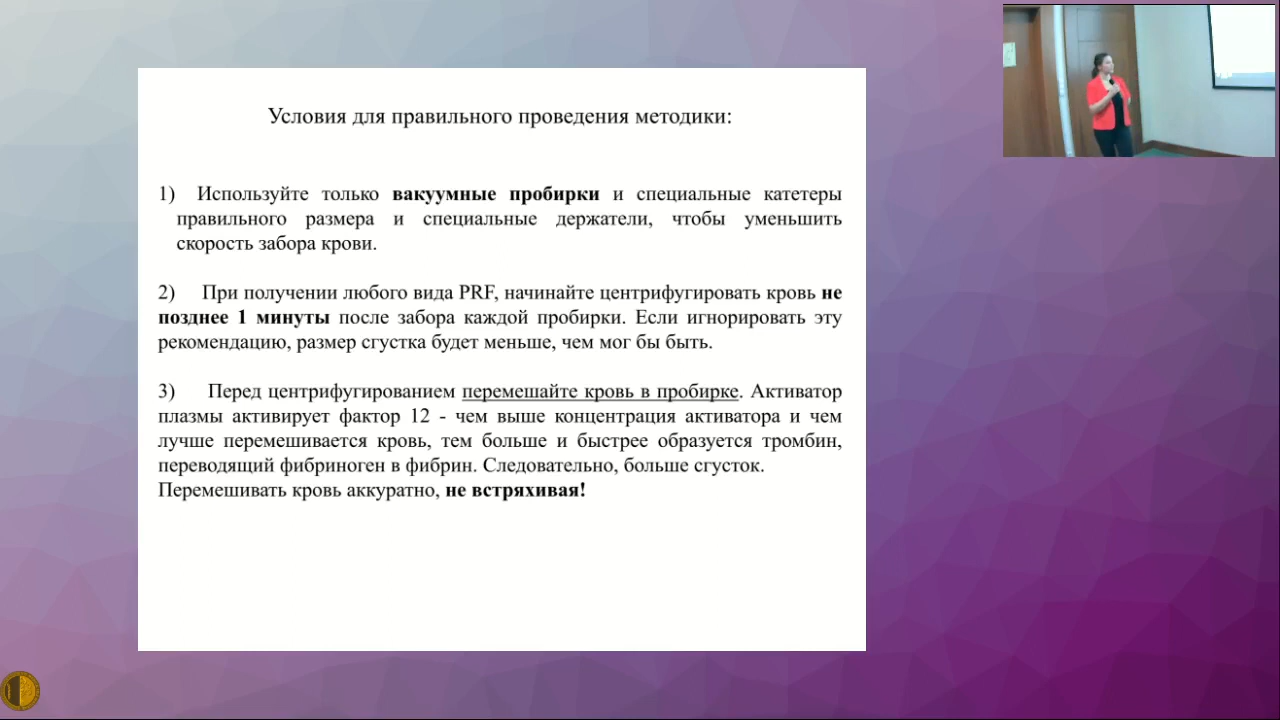 Условия для правильного проведения методики:
1) Используйте только вакуумные пробирки и специальные катетеры
правильного размера и специальные держатели, чтобы уменьшить
скорость забора крови.
2) При получении любого вида PRF, начинайте центрифугировать кровь не
позднее 1 минуты после забора каждой пробирки. Если игнорировать эту
рекомендацию, размер сгустка будет меньше, чем мог бы быть.
3) Перед центрифугированием перемешайте кровь в пробирке. Активатор
плазмы активирует фактор 12 - чем выше концентрация активатора и чем
лучше перемешивается кровь, тем больше и быстрее образуется тромбин,
переводящий фибриноген в фибрин. Следовательно, больше сгусток.
Перемешивать кровь аккуратно, не встряхивая!